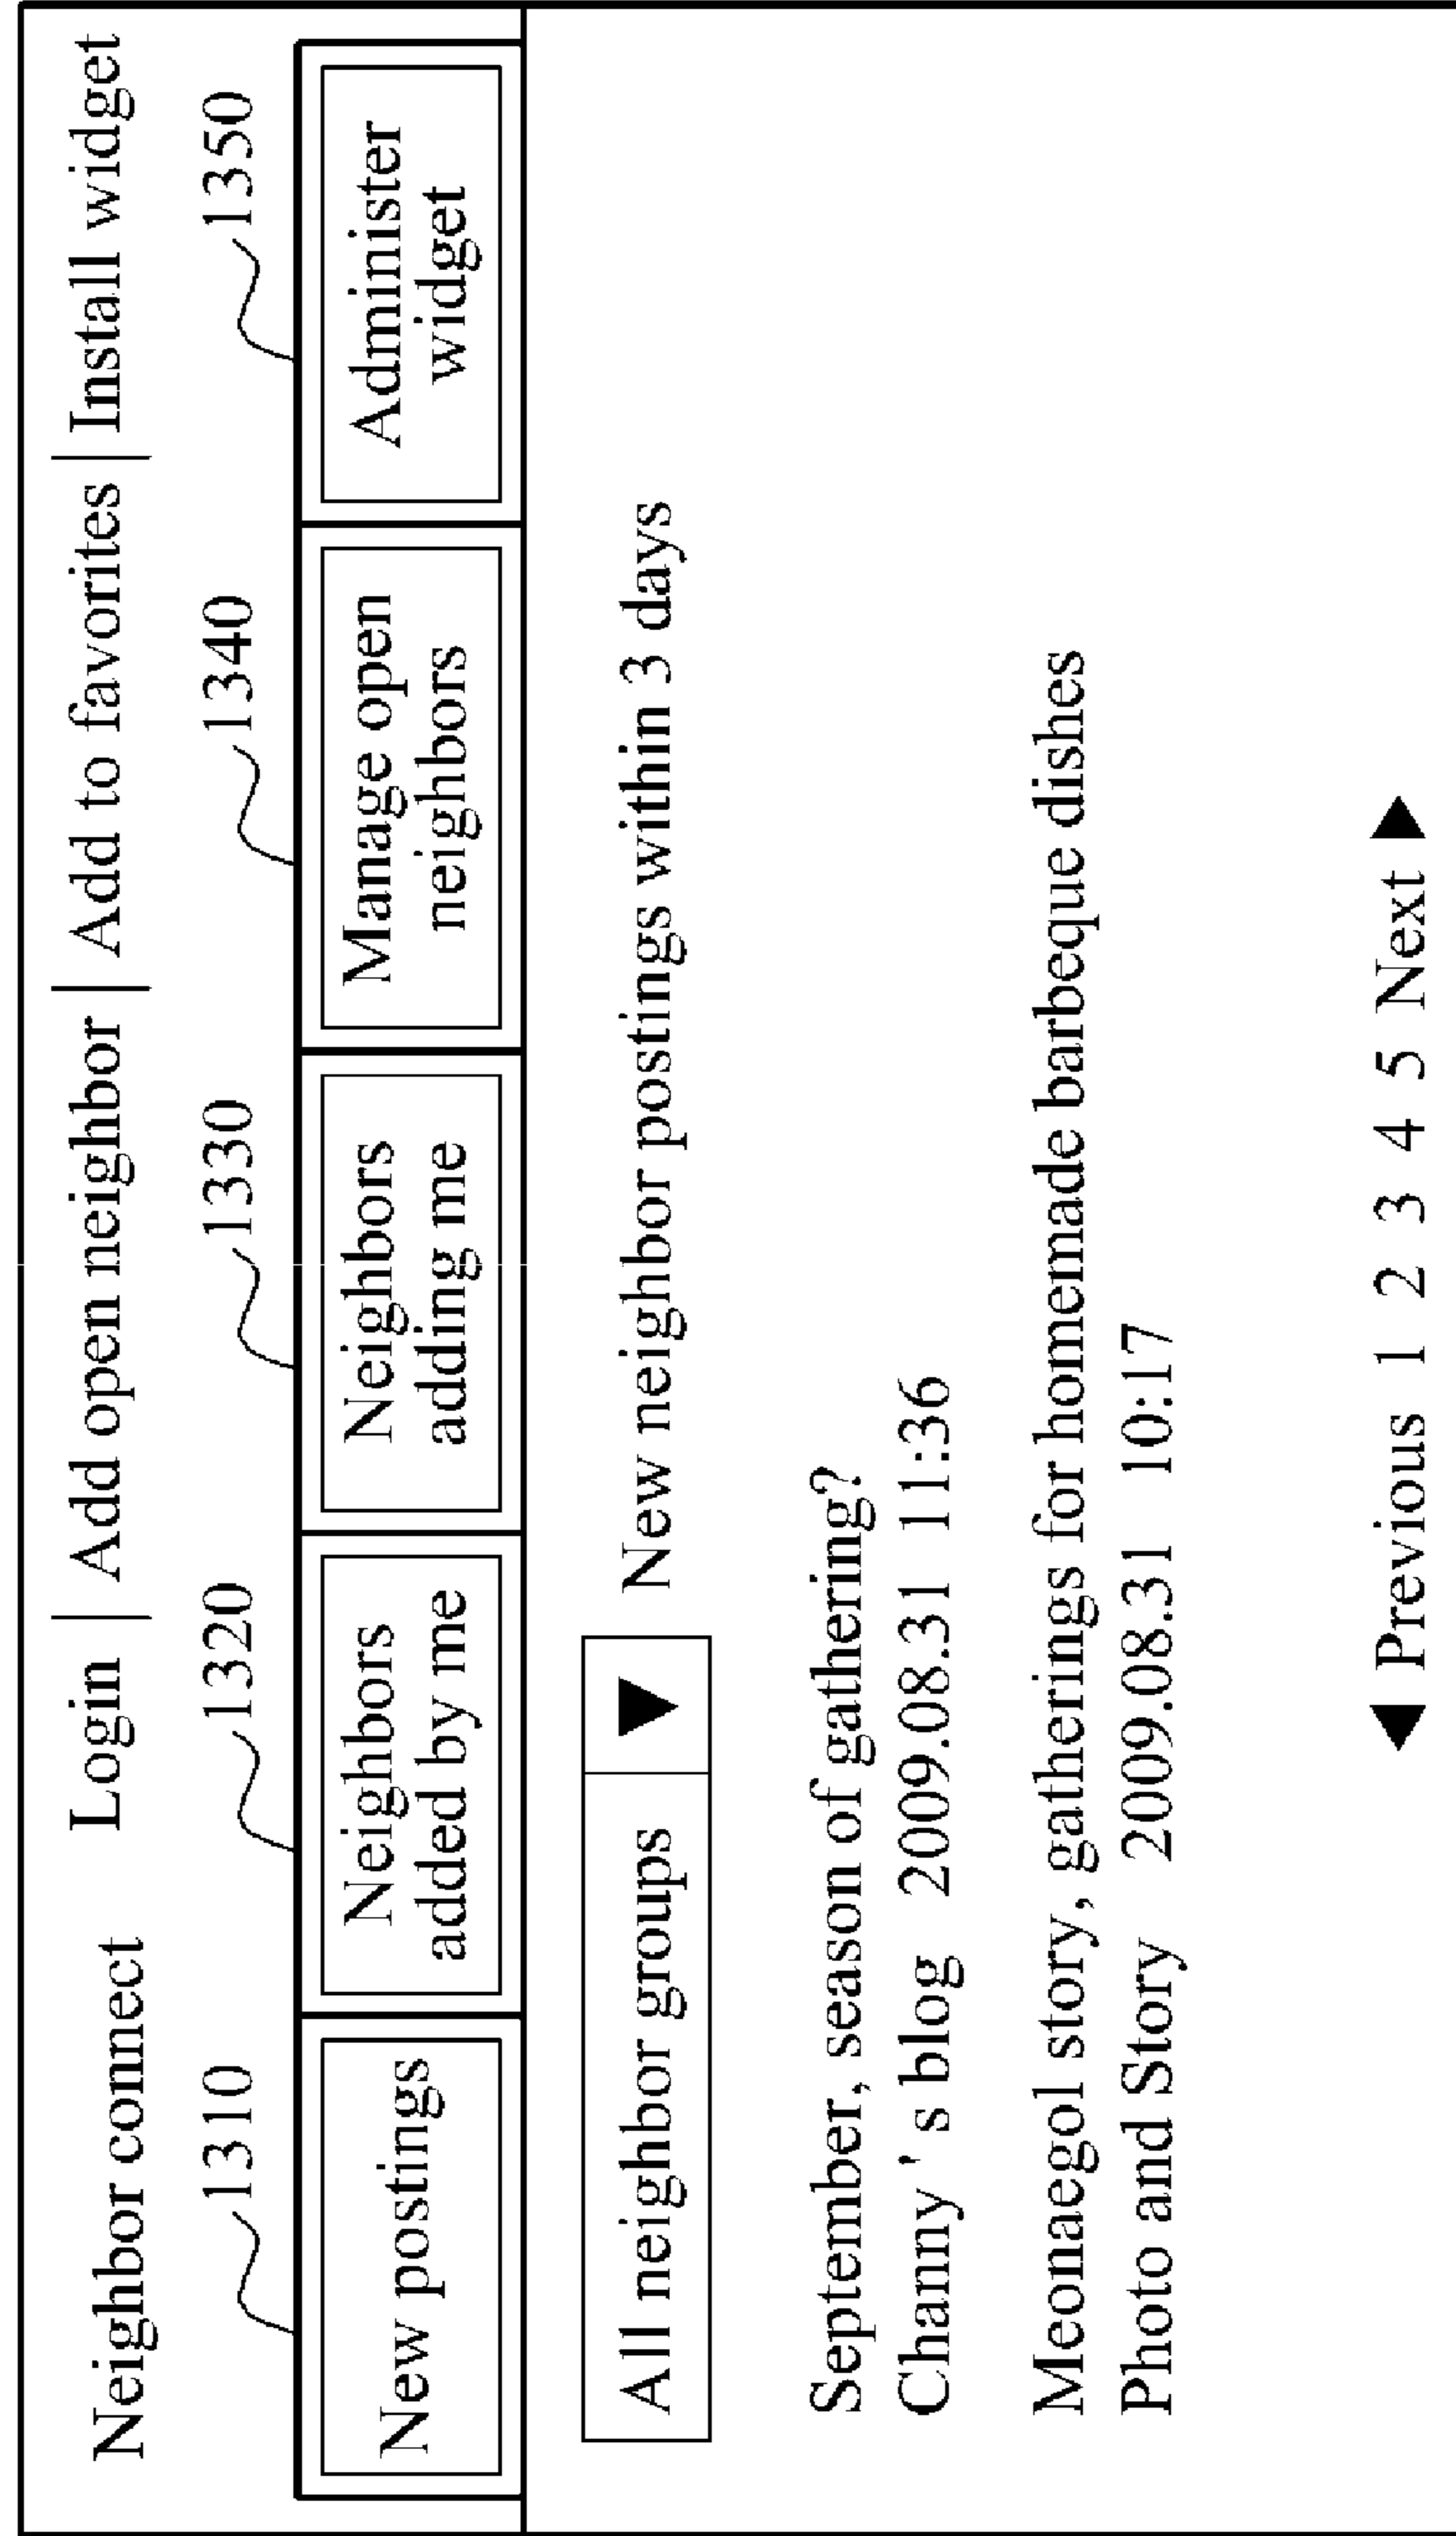 Neighbor connect Login | Add open neighbor | Add to favorites | Install widget
1310 1320 1330 1340 1350
New postings
Neighbors
added by me
Neighbors
adding me
Manage open
neighbors
Administer
widget
All neighbor groups ▼ New neighbor postings within 3 days
September, season of gathering?
Channy's blog 2009.08.31 11:36
Meonaegol story, gatherings for homemade barbeque dishes
Photo and Story 2009.08.31 10:17
◀ Previous 1 2 3 4 5 Next ▶